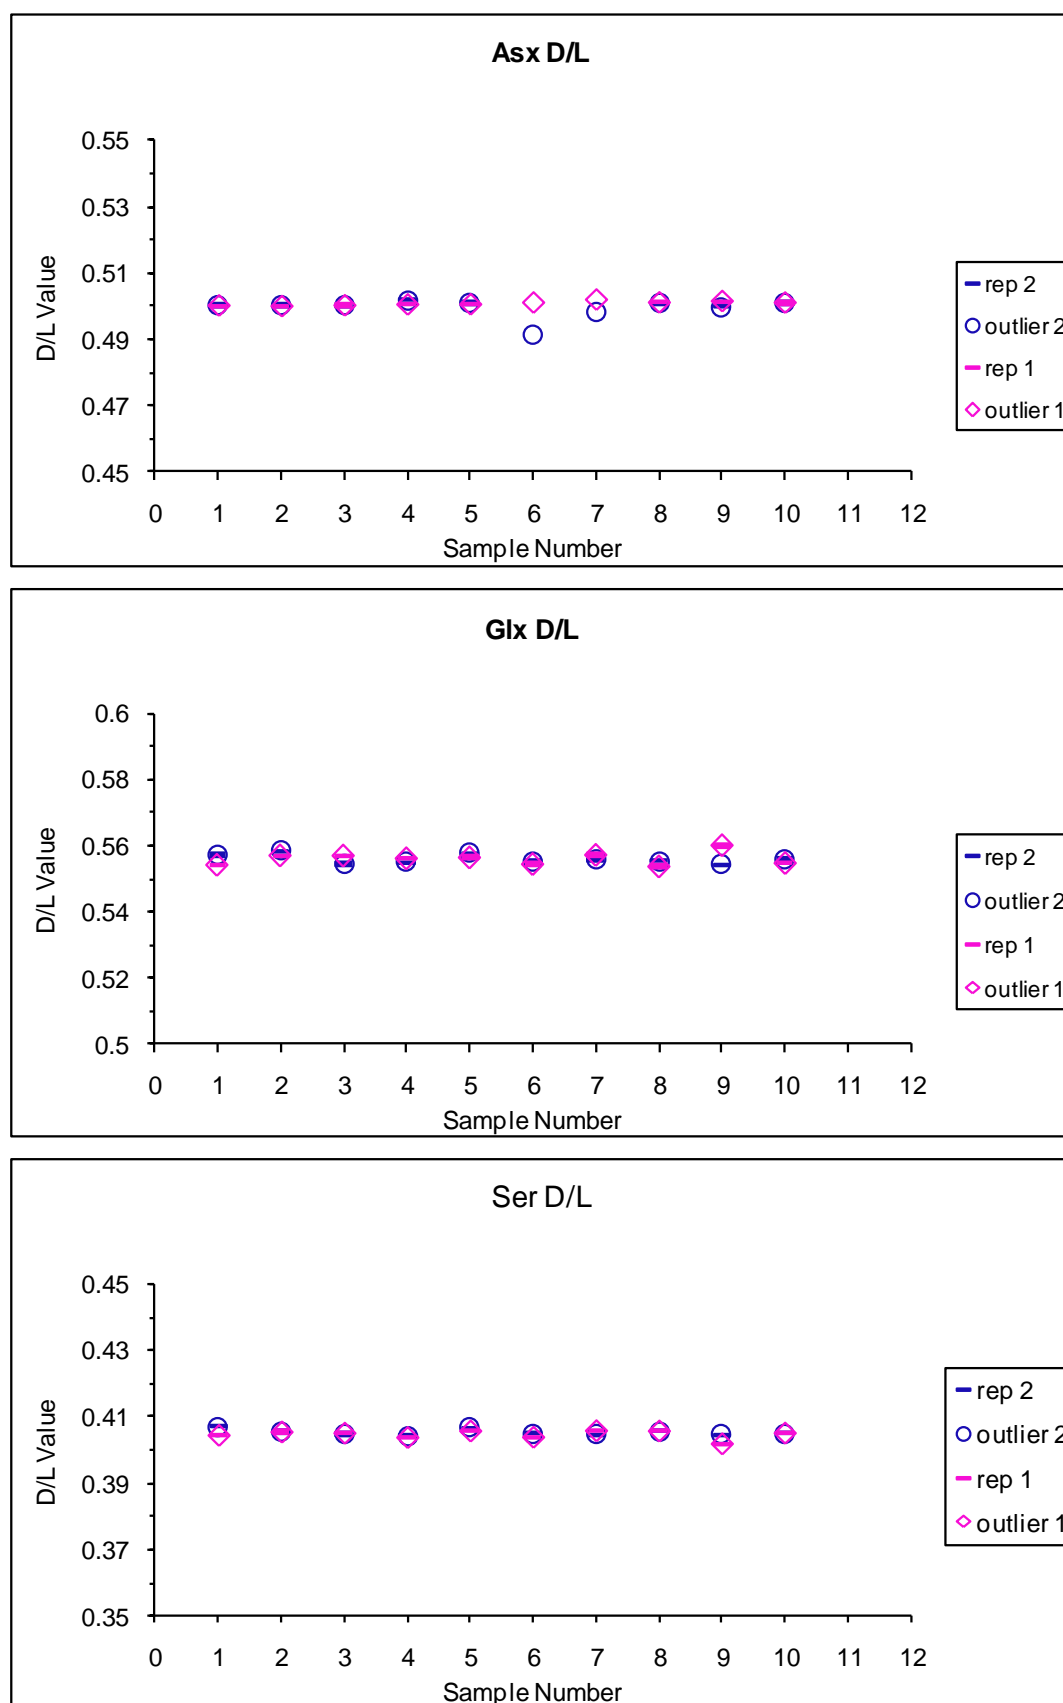 Asx D/L
0.55
0.53
0.51
0.49
0.47
0.45
D/L Value
0 1 2 3 4 5 6 7 8 9 10 11 12
Sample Number
rep 2
outlier 2
rep 1
outlier 1
Glx D/L
0.6
0.58
0.56
0.54
0.52
0.5
D/L Value
0 1 2 3 4 5 6 7 8 9 10 11 12
Sample Number
rep 2
outlier 2
rep 1
outlier 1
Ser D/L
0.45
0.43
0.41
0.39
0.37
0.35
D/L Value
0 1 2 3 4 5 6 7 8 9 10 11 12
Sample Number
rep 2
outlier 2
rep 1
outlier 1